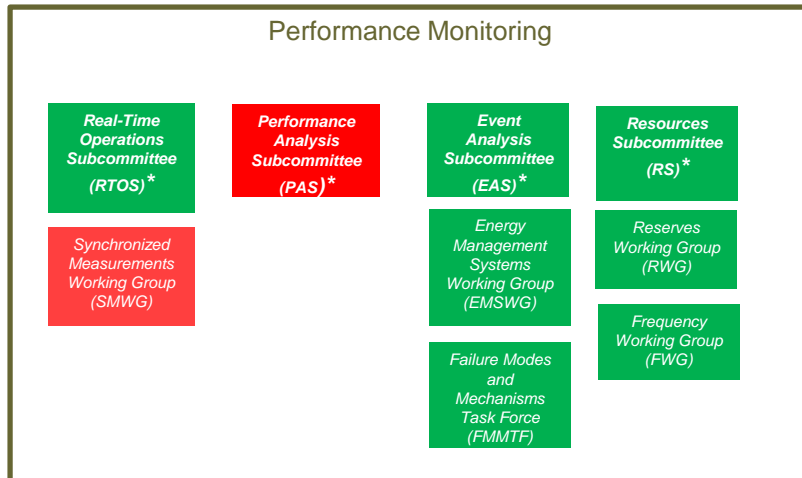 Performance Monitoring
Real-Time
Operations
Subcommittee
(RTOS)*
Performance
Analysis
Subcommittee
(PAS)*
Event
Analysis
Subcommittee
(EAS)*
Resources
Subcommittee
(RS)*
Synchronized
Measurements
Working Group
(SMWG)
Energy
Management
Systems
Working Group
(EMSWG)
Reserves
Working Group
(RWG)
Frequency
Working Group
(FWG)
Failure Modes
and
Mechanisms
Task Force
(FMMTF)